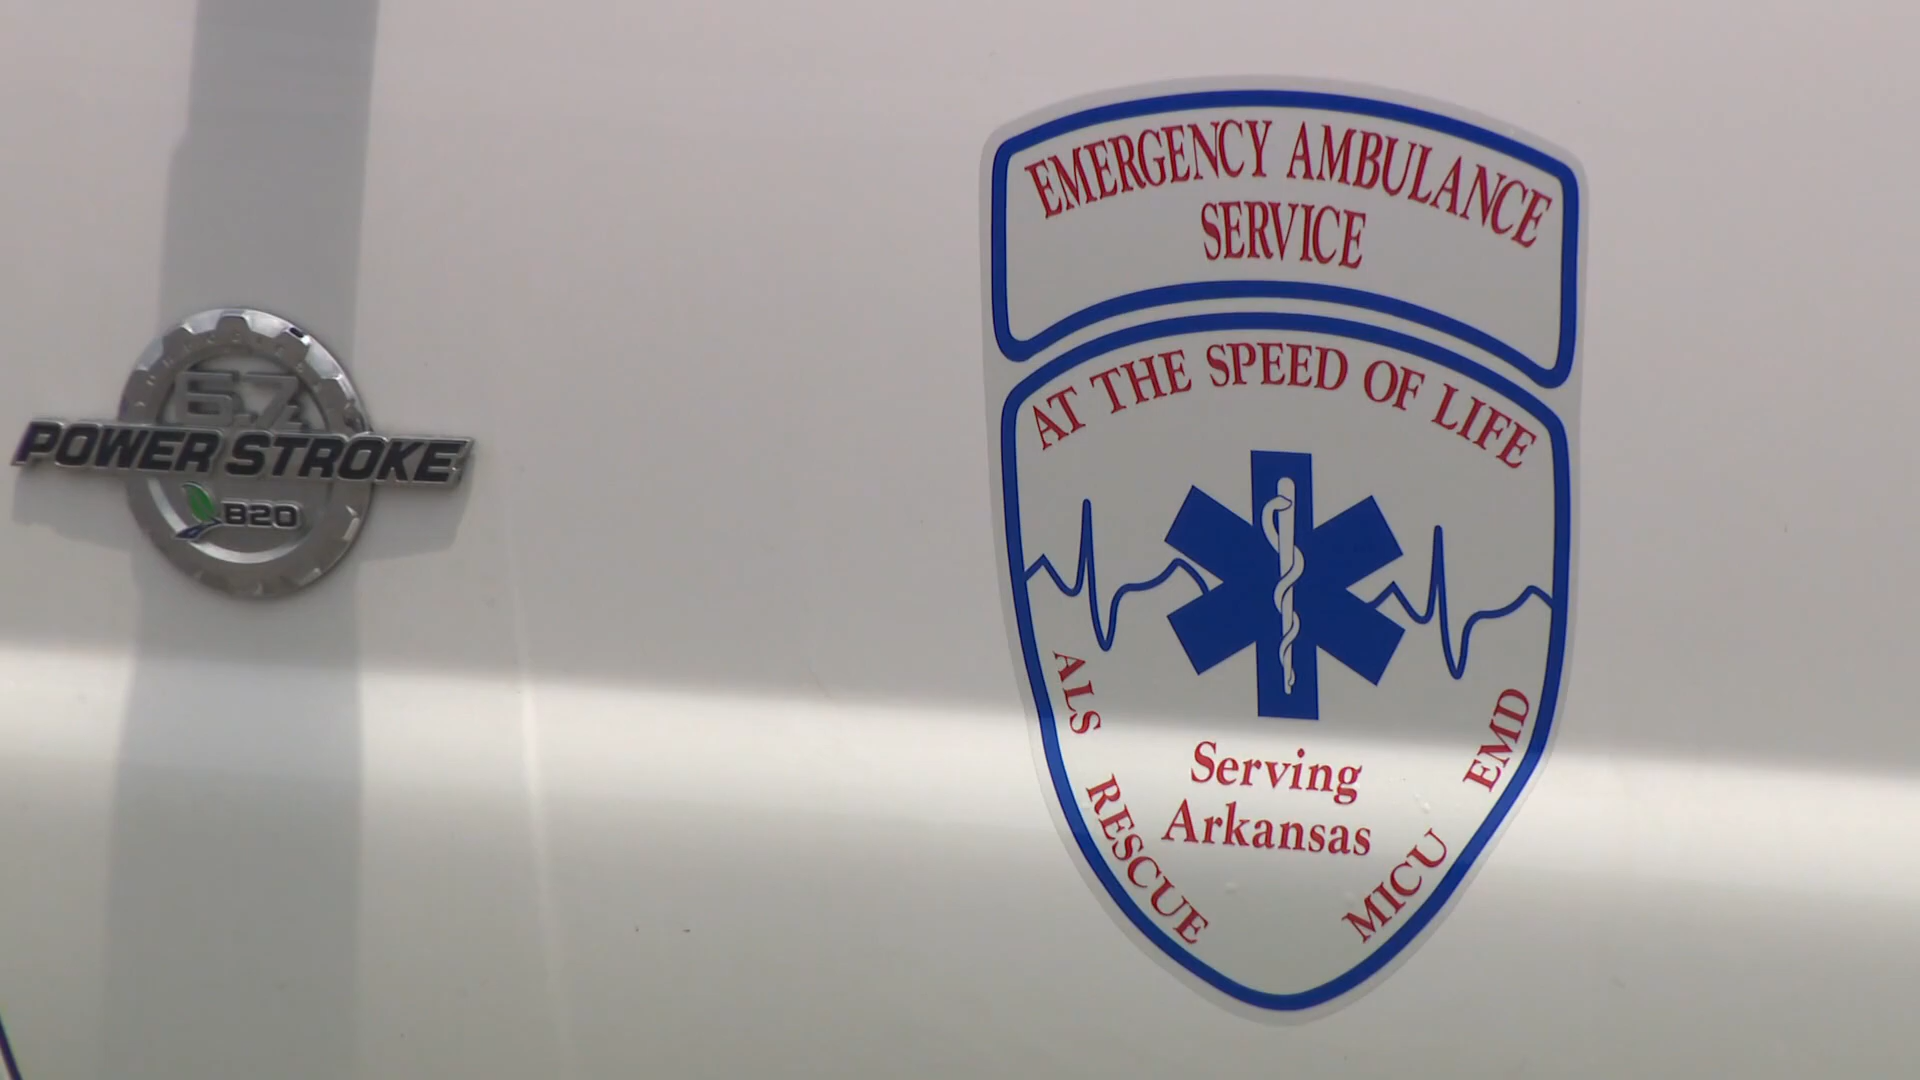 6.7
POWER STROKE
B20
EMERGENCY AMBULANCE
SERVICE
AT THE SPEED OF LIFE
ALS
RESCUE
Serving
Arkansas
MICU
EMD